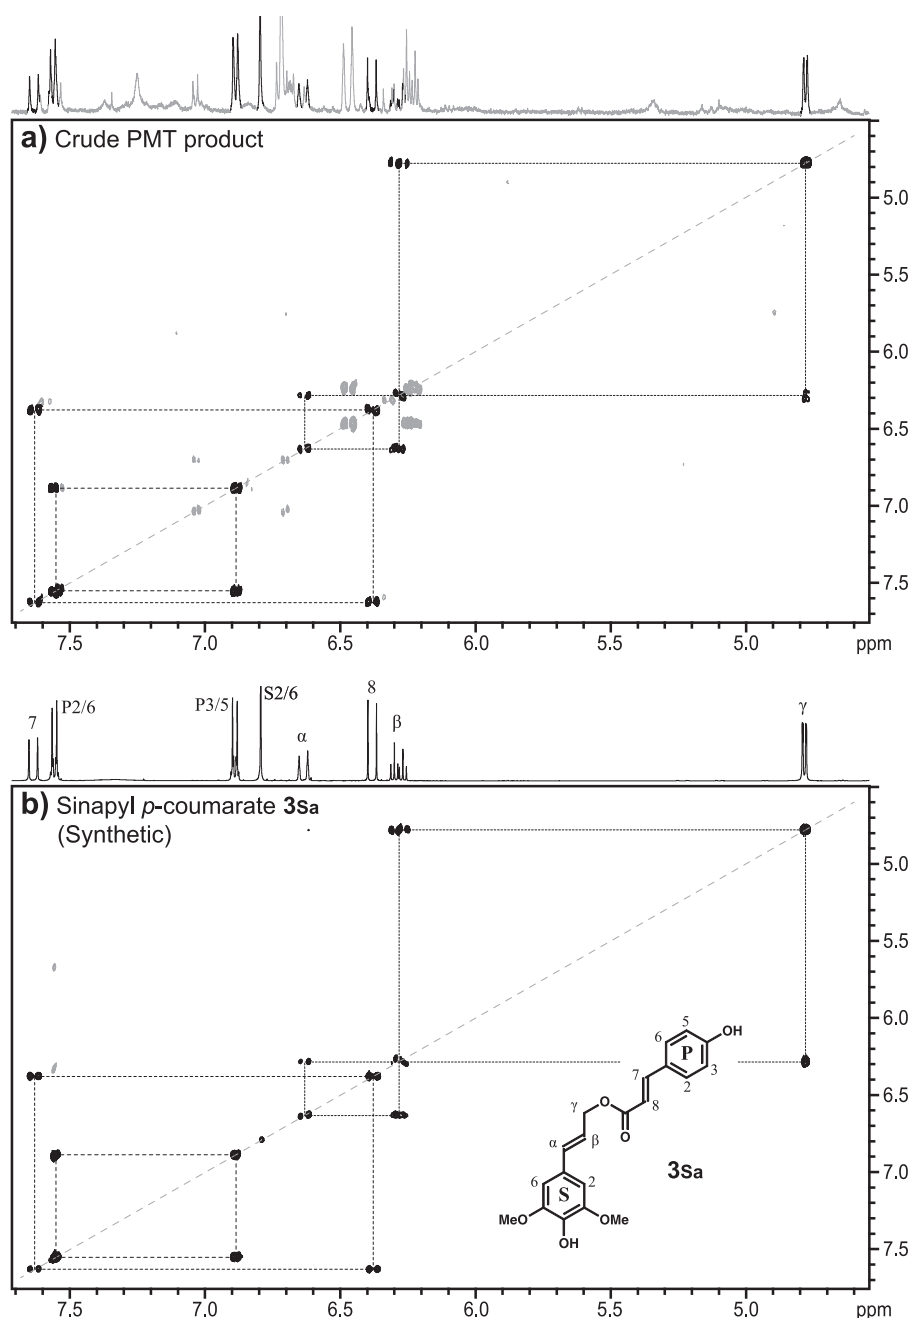 a) Crude PMT product
5.0
5.5
6.0
6.5
7.0
7.5
7.5 7.0 6.5 6.0 5.5 5.0 ppm
7 P2/6 P3/5 S2/6 α 8 β γ
b) Sinapyl p-coumarate 3Sa
(Synthetic)
5.0
5.5
6.0
6.5
7.0
7.5
5 OH
6 P
7 2 3
γ O 8
O
α β
3Sa
6 S 2
MeO OMe
OH
7.5 7.0 6.5 6.0 5.5 5.0 ppm